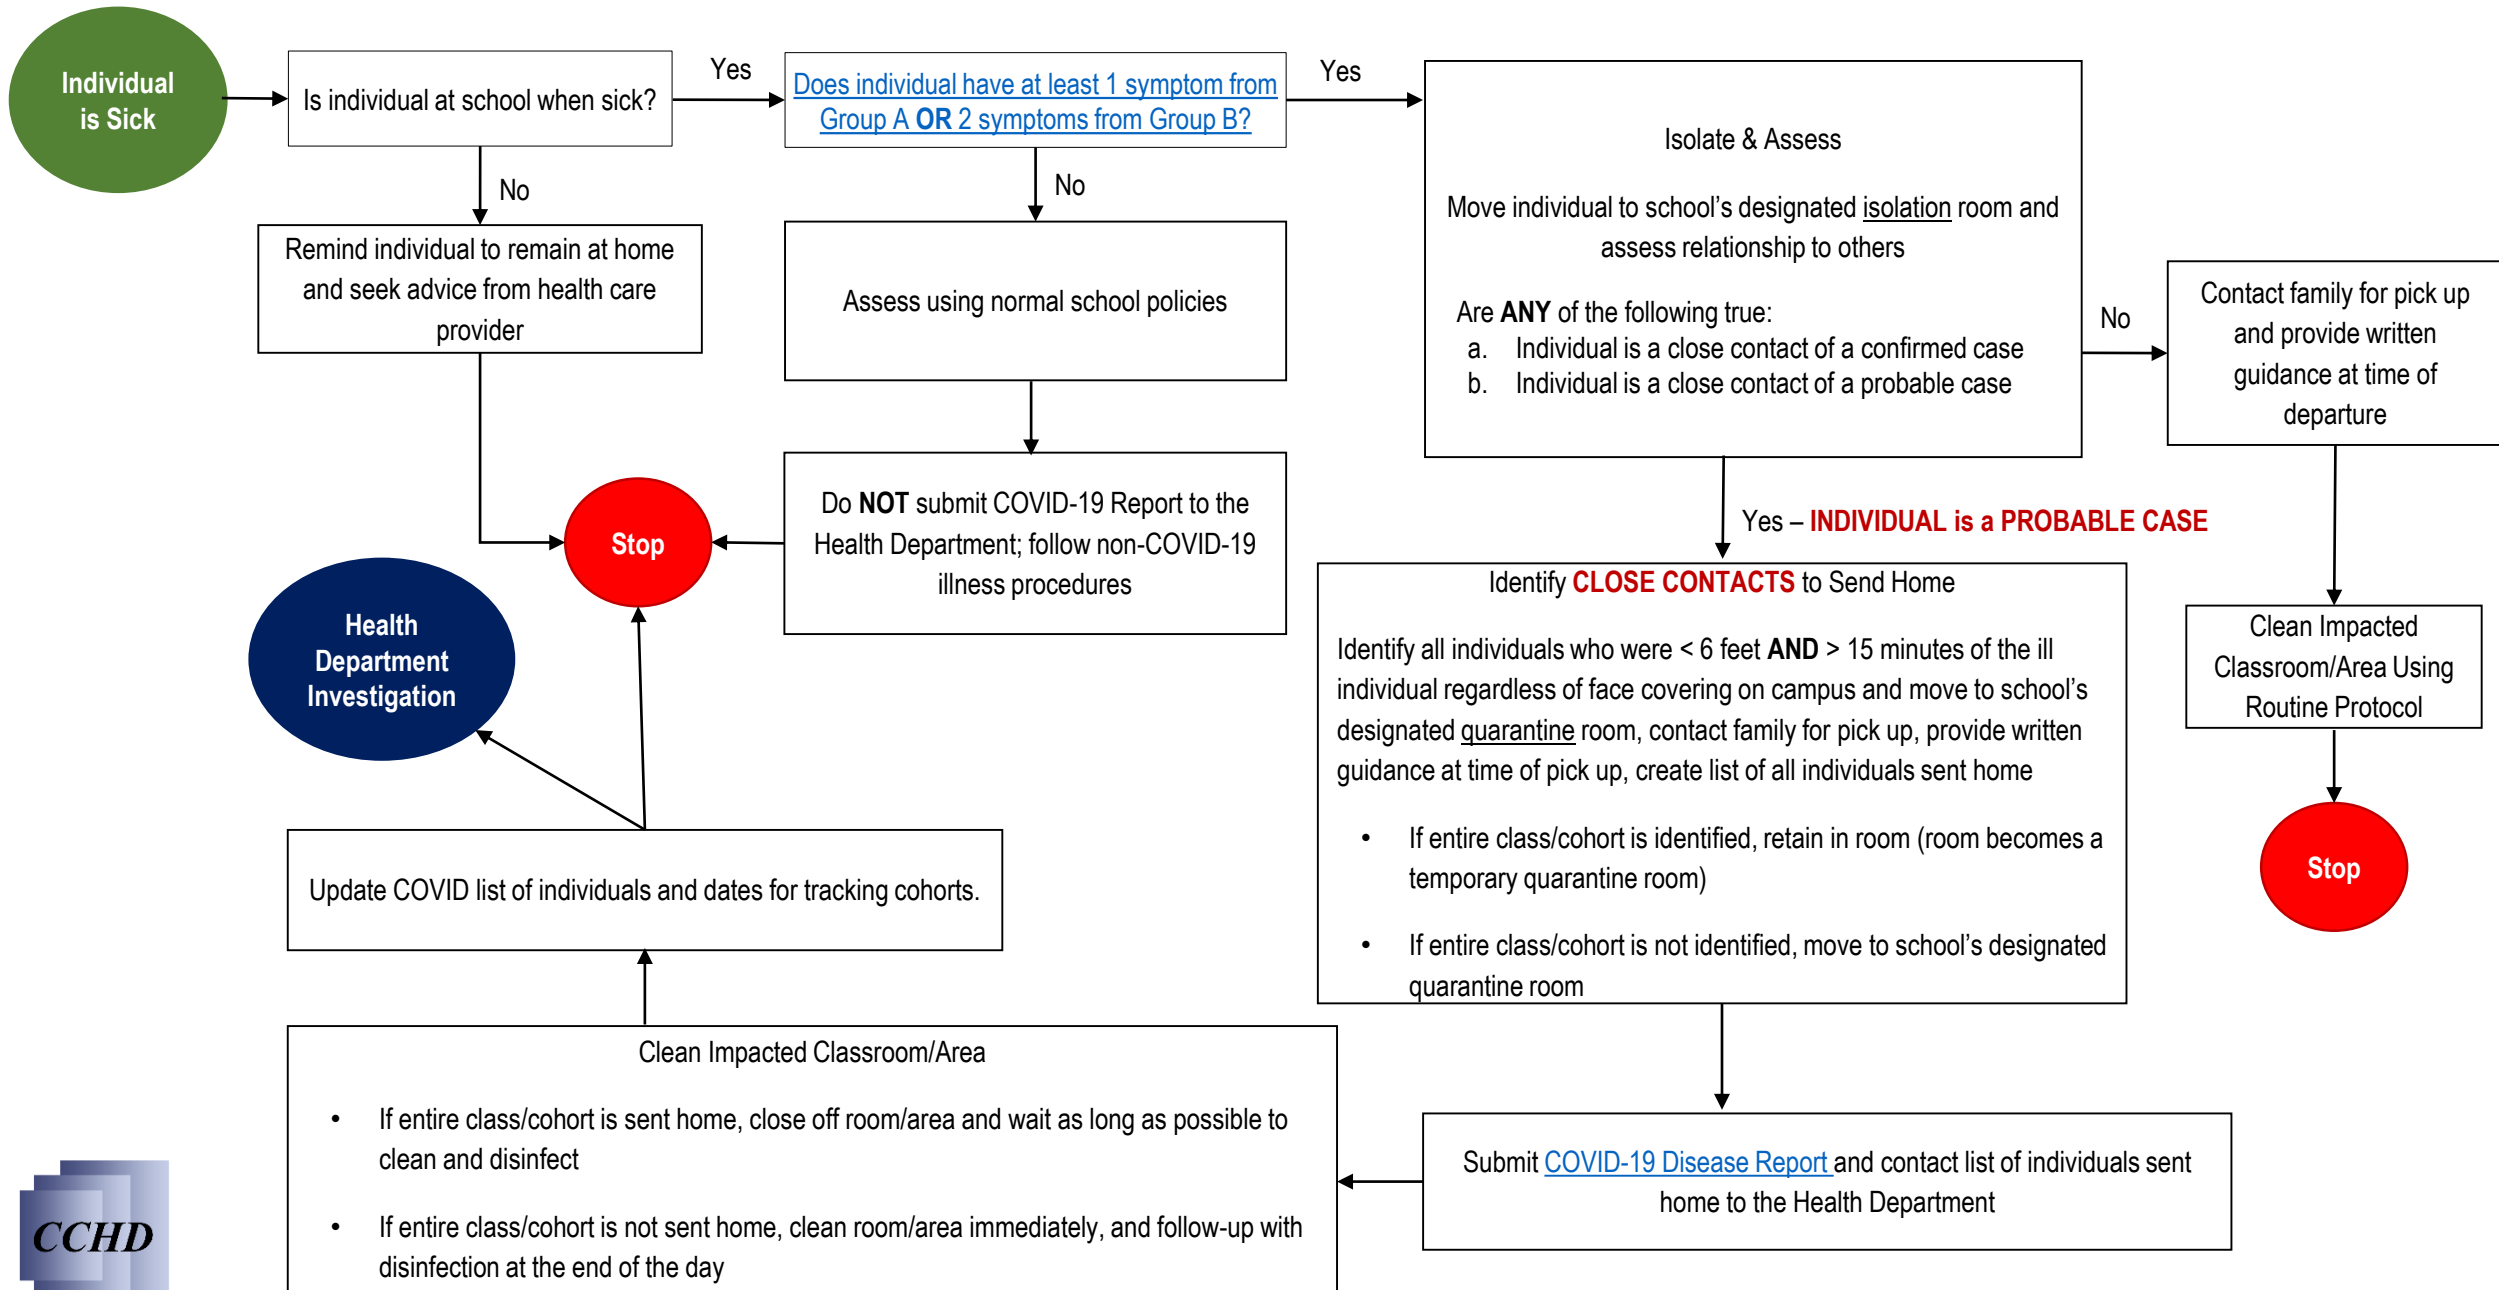 Individual
is Sick
Is individual at school when sick?
Yes
Does individual have at least 1 symptom from
Group A OR 2 symptoms from Group B?
Yes
No
Remind individual to remain at home
and seek advice from health care
provider
No
Assess using normal school policies
Do NOT submit COVID-19 Report to the
Health Department; follow non-COVID-19
illness procedures
Stop
Isolate & Assess
Move individual to school’s designated isolation room and
assess relationship to others
Are ANY of the following true:
a. Individual is a close contact of a confirmed case
b. Individual is a close contact of a probable case
No
Contact family for pick up
and provide written
guidance at time of
departure
Clean Impacted
Classroom/Area Using
Routine Protocol
Stop
Yes – INDIVIDUAL is a PROBABLE CASE
Identify CLOSE CONTACTS to Send Home
Identify all individuals who were < 6 feet AND > 15 minutes of the ill
individual regardless of face covering on campus and move to school’s
designated quarantine room, contact family for pick up, provide written
guidance at time of pick up, create list of all individuals sent home
• If entire class/cohort is identified, retain in room (room becomes a
temporary quarantine room)
• If entire class/cohort is not identified, move to school’s designated
quarantine room
Submit COVID-19 Disease Report and contact list of individuals sent
home to the Health Department
Clean Impacted Classroom/Area
• If entire class/cohort is sent home, close off room/area and wait as long as possible to
clean and disinfect
• If entire class/cohort is not sent home, clean room/area immediately, and follow-up with
disinfection at the end of the day
Update COVID list of individuals and dates for tracking cohorts.
Health
Department
Investigation
CCHD